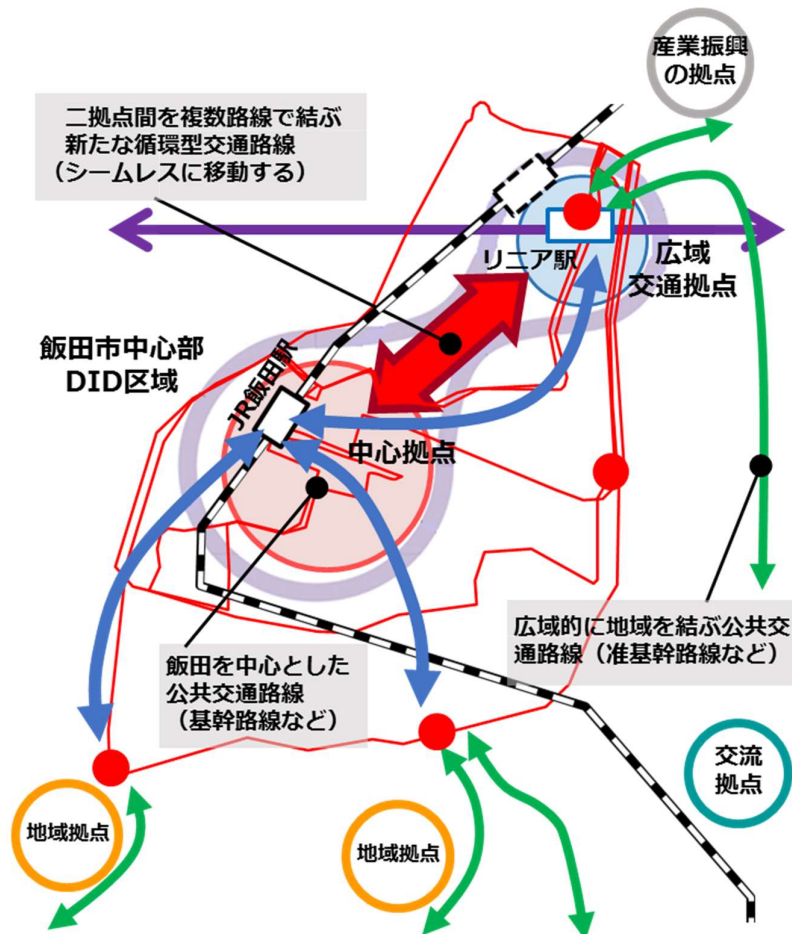 産業振興
の拠点
二拠点間を複数路線で結ぶ
新たな循環型交通路線
（シームレスに移動する）
リニア駅
広域
交通拠点
飯田市中心部
DID区域
JR飯田駅
中心拠点
広域的に地域を結ぶ公共交
通路線（准基幹路線など）
飯田を中心とした
公共交通路線
（基幹路線など）
交流
拠点
地域拠点
地域拠点